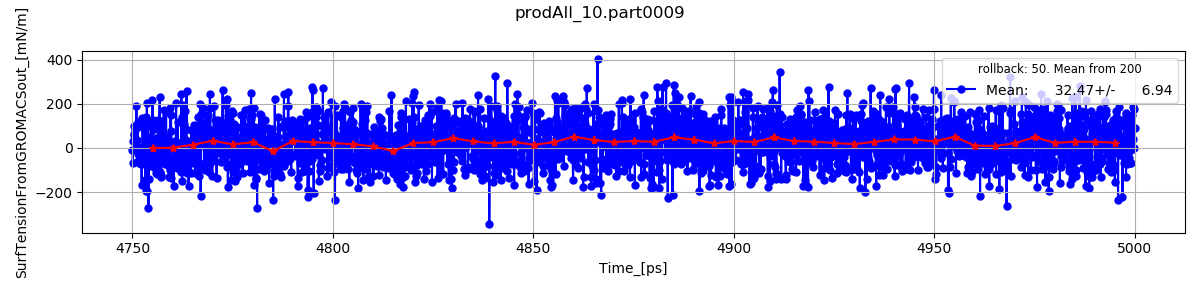 prodAll_10.part0009
SurfTensionFromGROMACSout_[mN/m]
400
200
0
−200
rollback: 50. Mean from 200
Mean: 32.47+/- 6.94
4750
4800
4850
4900
4950
5000
Time_[ps]